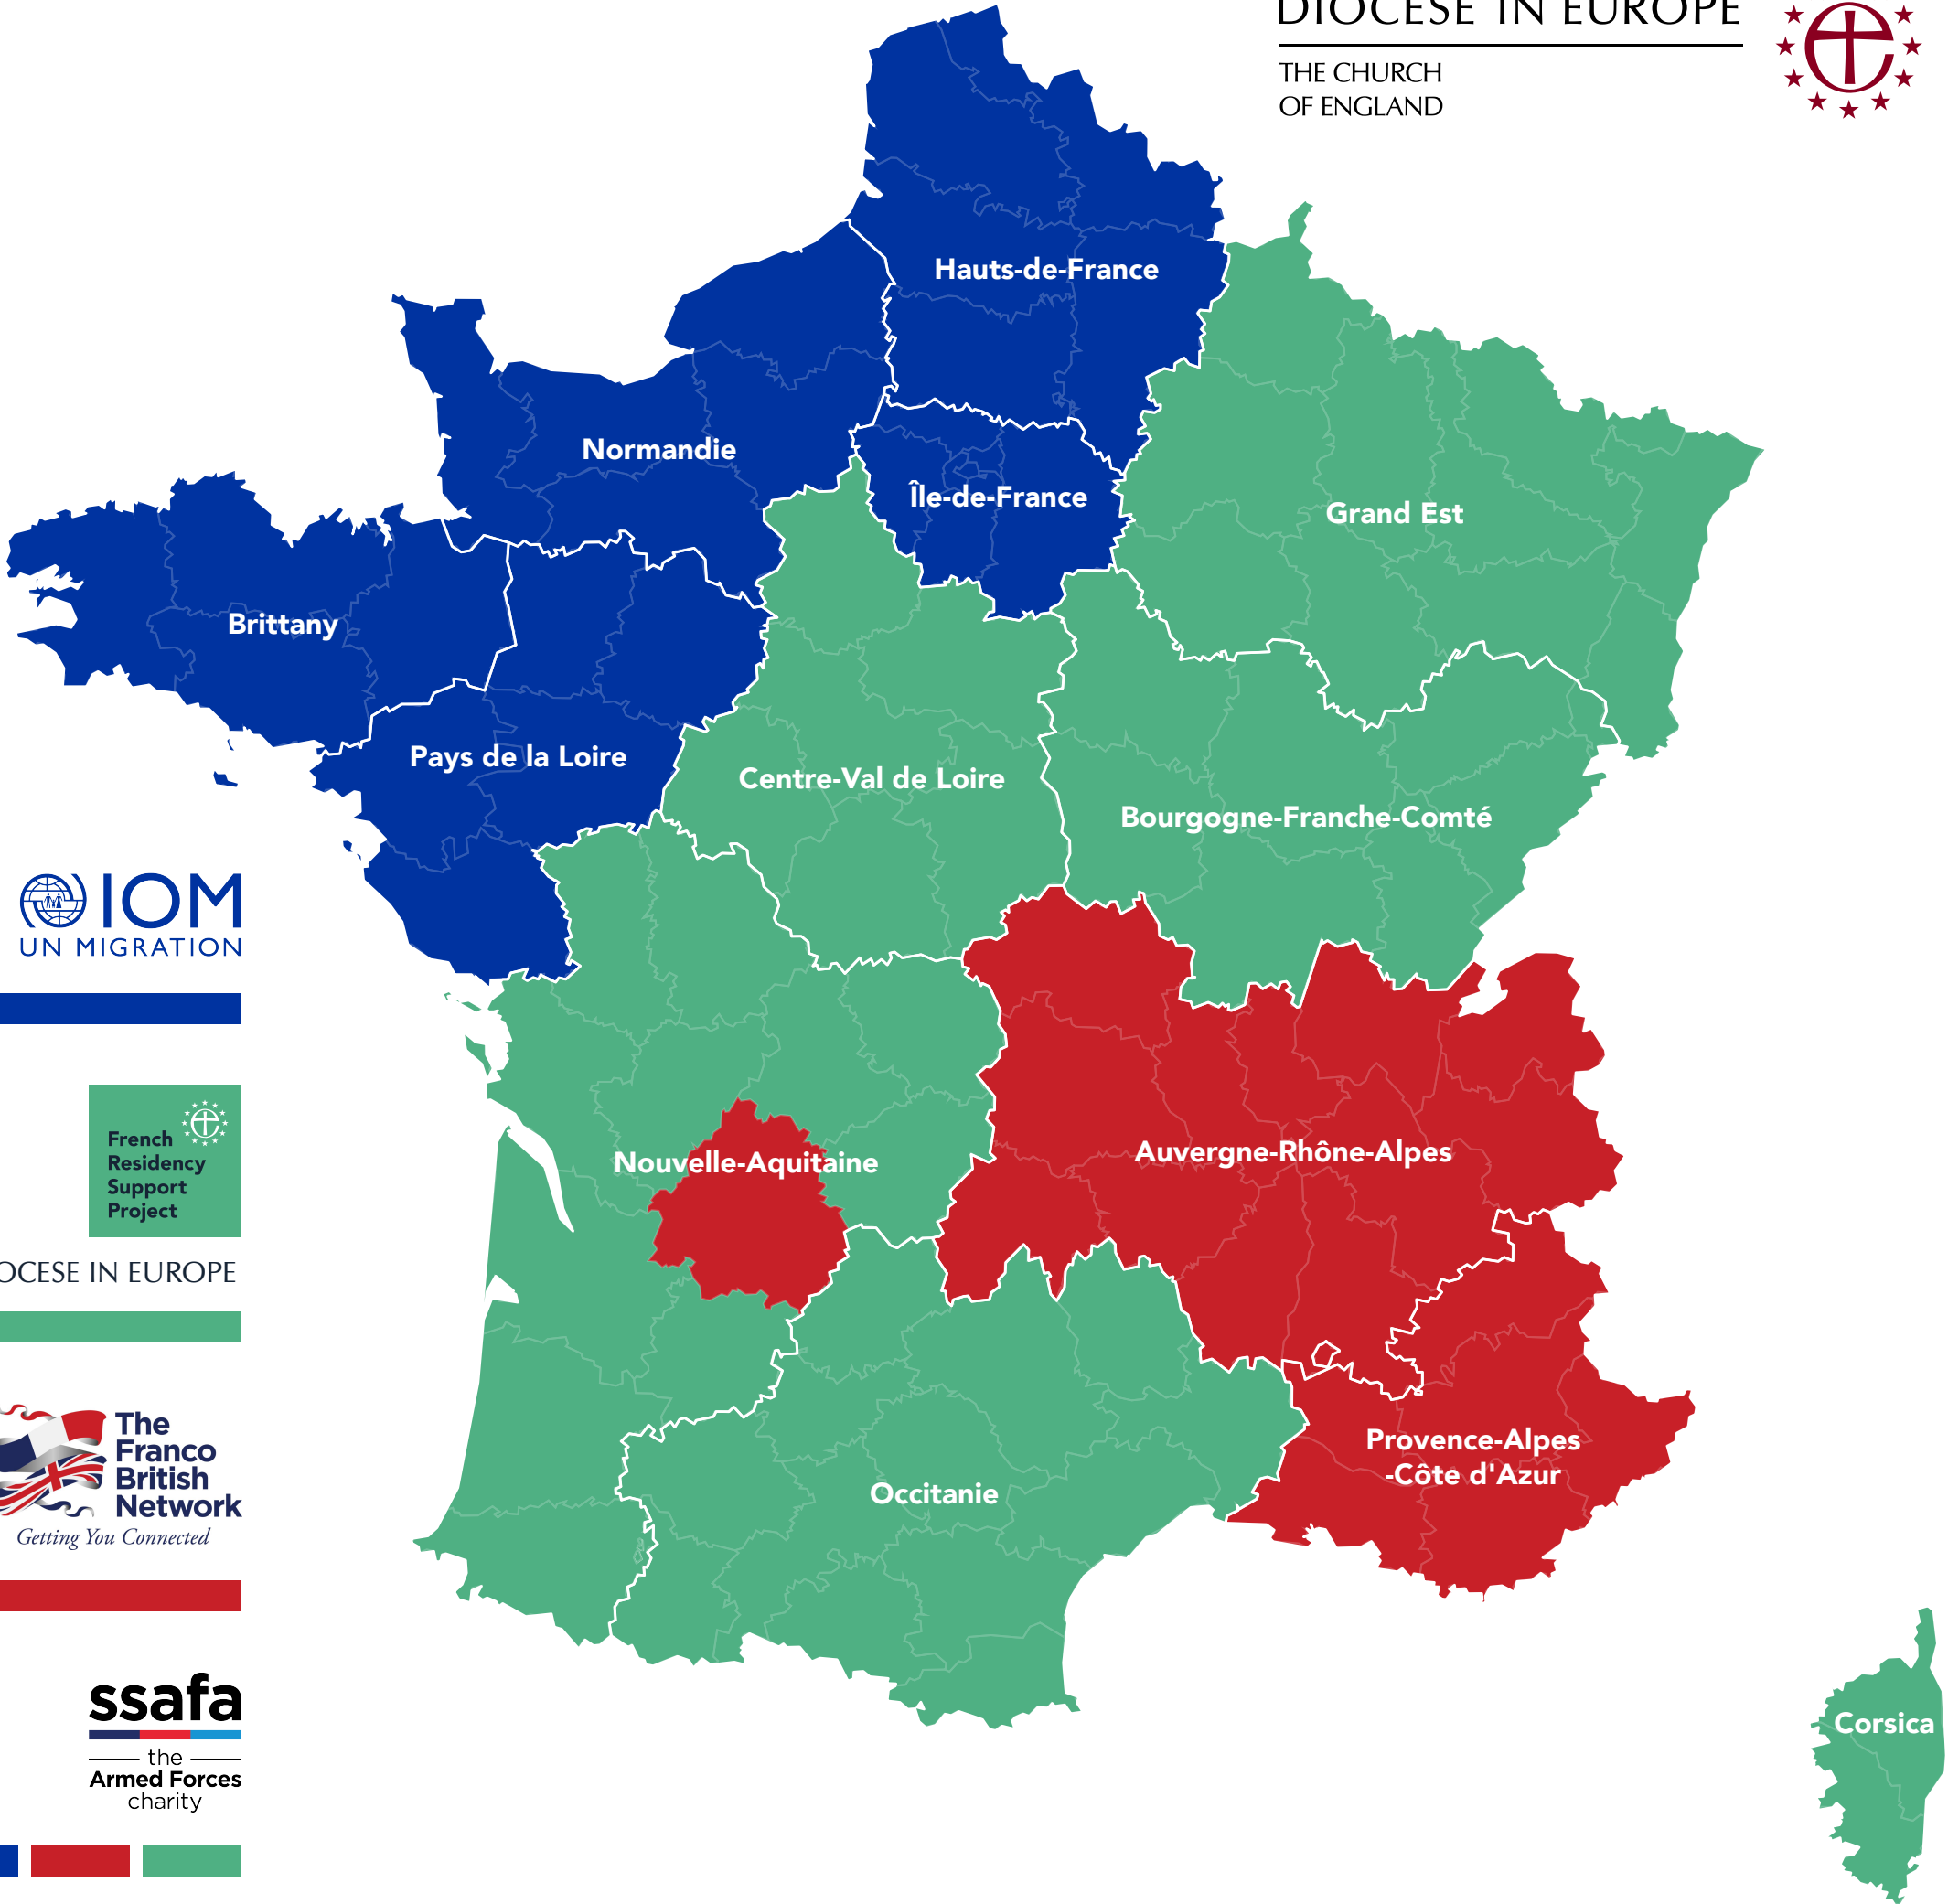 DIOCESE IN EUROPE
THE CHURCH
OF ENGLAND
Hauts-de-France
Normandie
Île-de-France
Grand Est
Brittany
Pays de la Loire
Centre-Val de Loire
Bourgogne-Franche-Comté
IOM
UN MIGRATION
French
Residency
Support
Project
OCESE IN EUROPE
Nouvelle-Aquitaine
Auvergne-Rhône-Alpes
The
Franco
British
Network
Getting You Connected
Provence-Alpes
-Côte d'Azur
Occitanie
ssafa
the
Armed Forces
charity
Corsica